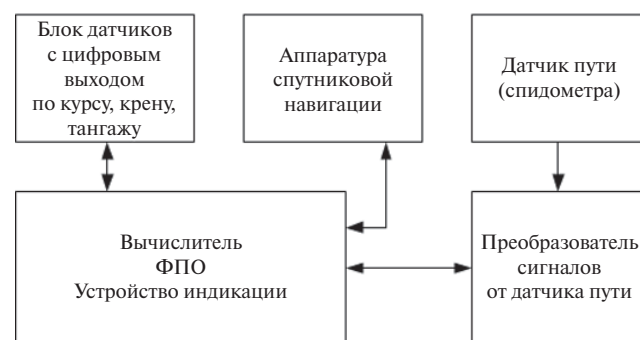 Блок датчиков
с цифровым
выходом
по курсу, крену,
тангажу
Аппаратура
спутниковой
навигации
Датчик пути
(спидометра)
Вычислитель
ФПО
Устройство индикации
Преобразователь
сигналов
от датчика пути